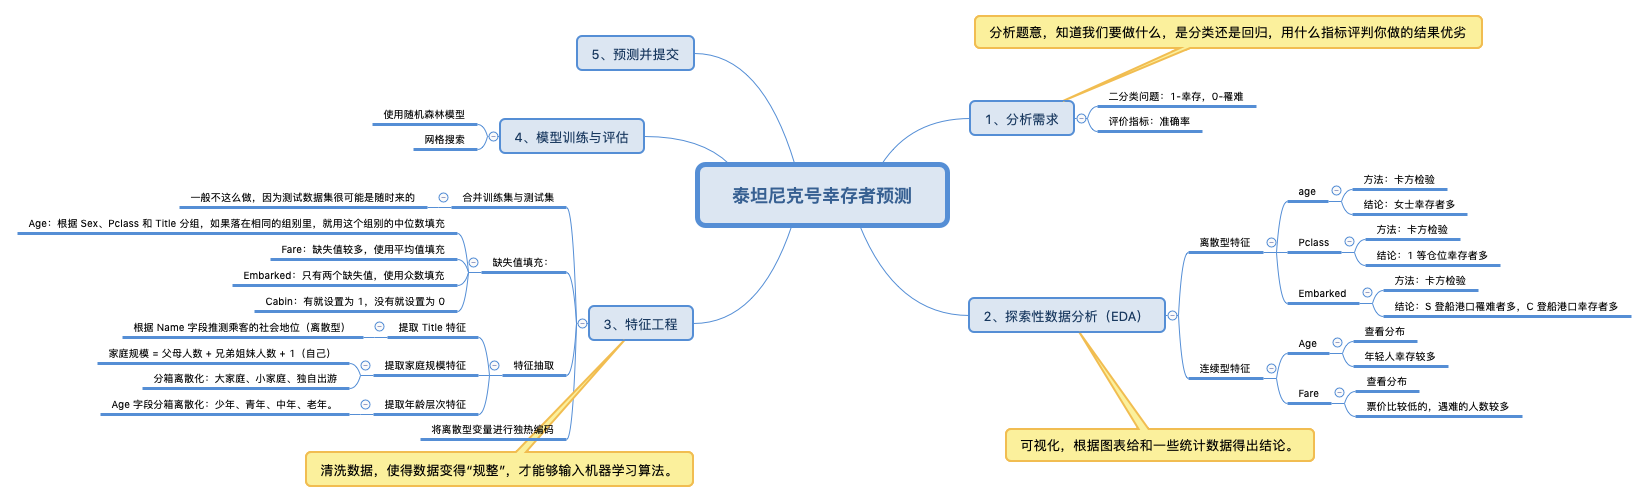 泰坦尼克号幸存者预测
分析题意，知道我们要做什么，是分类还是回归，用什么指标评判你做的结果优劣
1、分析需求
二分类问题：1-幸存，0-罹难
评价指标：准确率
2、探索性数据分析（EDA）
离散型特征
age
方法：卡方检验
结论：女士幸存者多
Pclass
方法：卡方检验
结论：1 等仓位幸存者多
Embarked
方法：卡方检验
结论：S 登船港口罹难者多，C 登船港口幸存者多
连续型特征
Age
查看分布
年轻人幸存较多
Fare
查看分布
票价比较低的，遇难的人数较多
可视化，根据图表给和一些统计数据得出结论。
3、特征工程
合并训练集与测试集
一般不这么做，因为测试数据集很可能是随时来的
缺失值填充：
Age：根据 Sex、Pclass 和 Title 分组，如果落在相同的组别里，就用这个组别的中位数填充
Fare：缺失值较多，使用平均值填充
Embarked：只有两个缺失值，使用众数填充
Cabin：有就设置为 1，没有就设置为 0
特征抽取
提取 Title 特征
根据 Name 字段推测乘客的社会地位（离散型）
提取家庭规模特征
家庭规模 = 父母人数 + 兄弟姐妹人数 + 1（自己）
分箱离散化：大家庭、小家庭、独自出游
提取年龄层次特征
Age 字段分箱离散化：少年、青年、中年、老年。
将离散型变量进行独热编码
清洗数据，使得数据变得“规整”，才能够输入机器学习算法。
4、模型训练与评估
使用随机森林模型
网格搜索
5、预测并提交